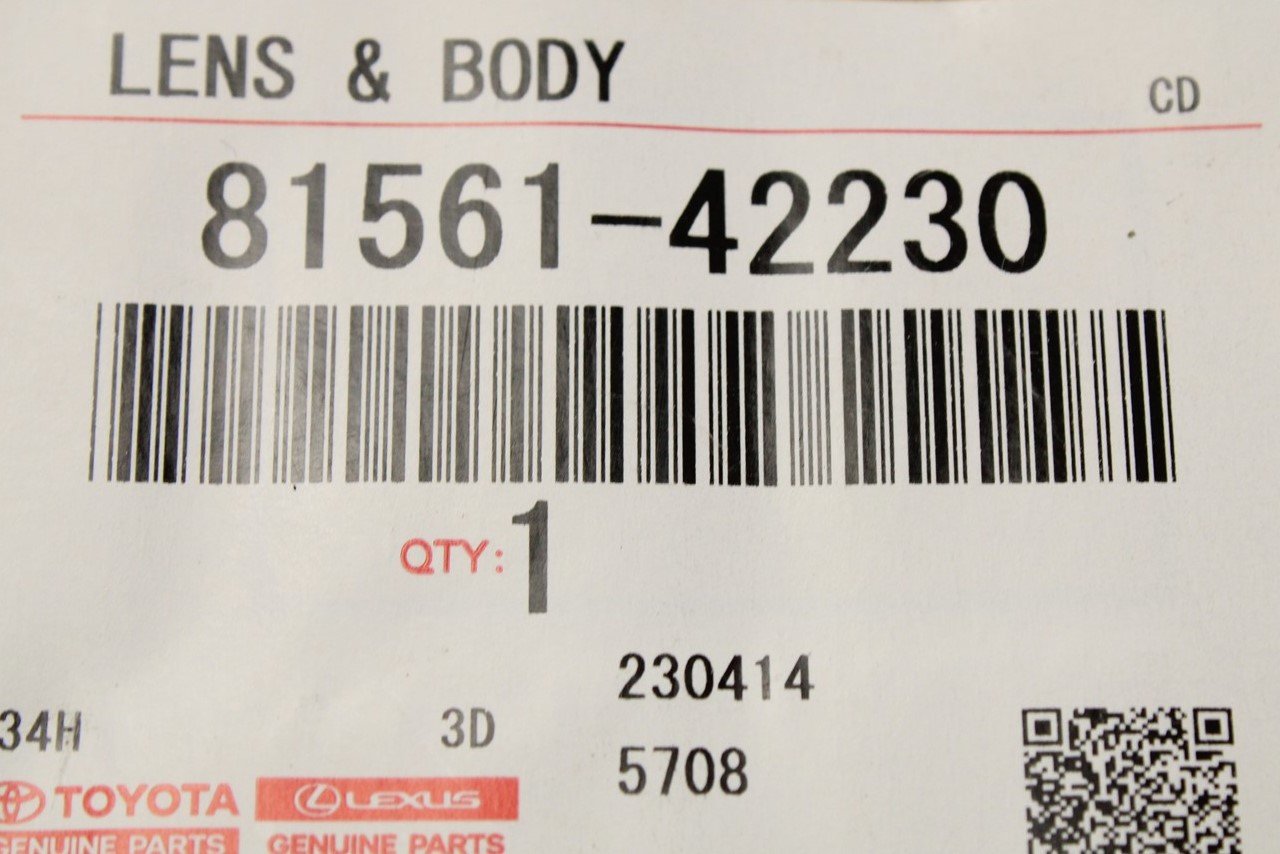 LENS & BODY
CD
81561-42230
QTY: 1
230414
34H 3D
5708
TOYOTA LEXUS
GENUINE PARTS GENUINE PARTS